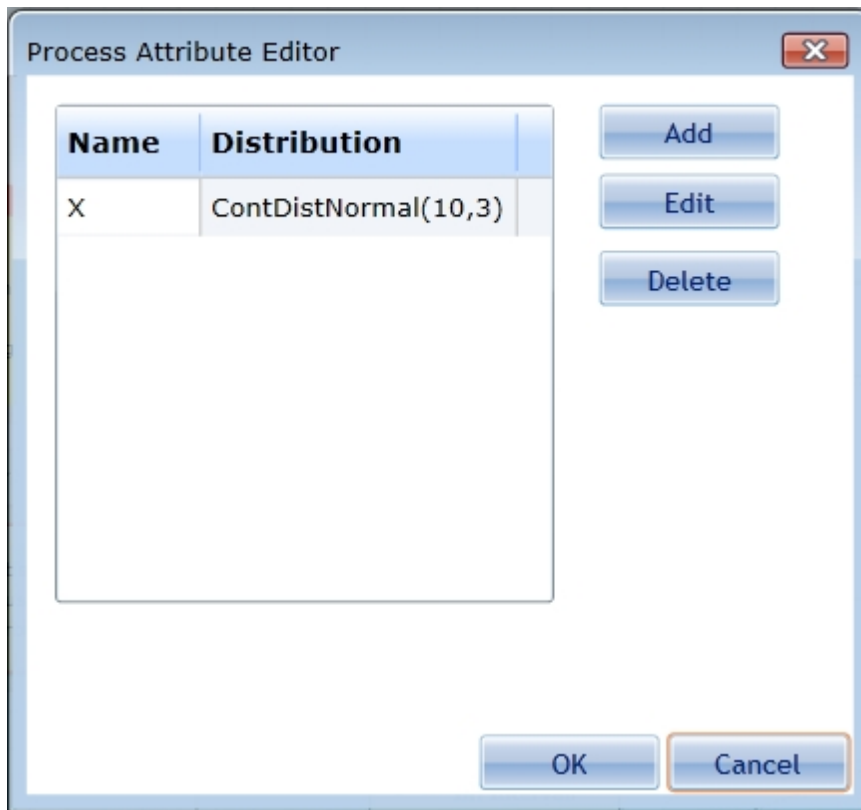 Process Attribute Editor
Name Distribution
X ContDistNormal(10,3)
Add
Edit
Delete
OK Cancel